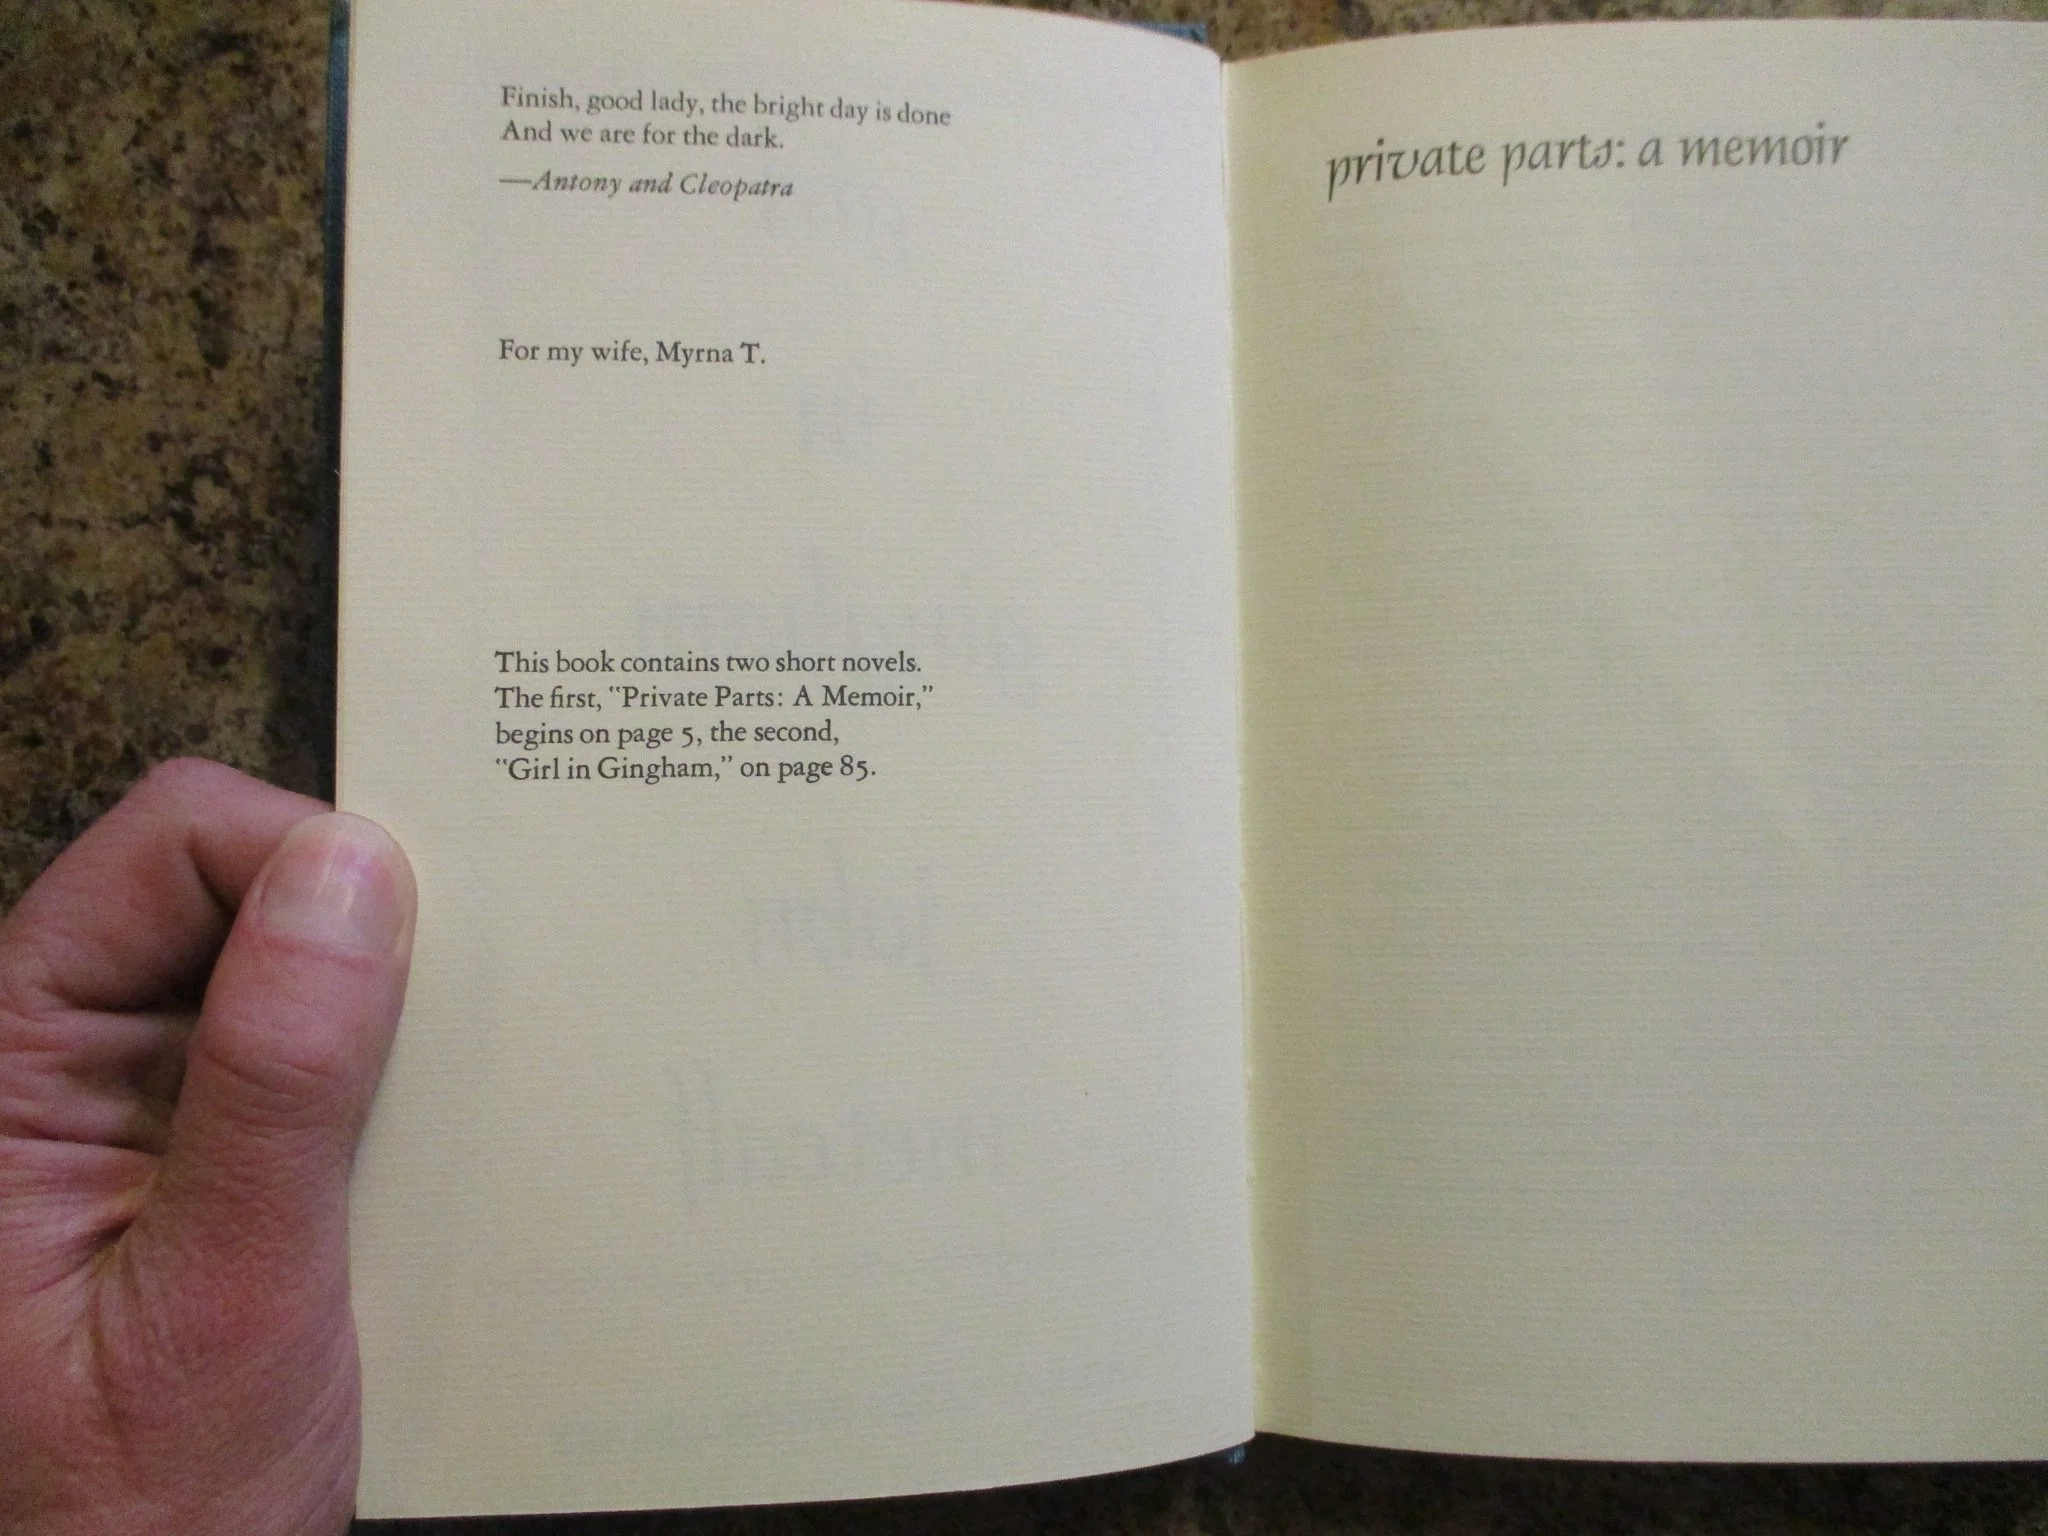 Finish, good lady, the bright day is done
And we are for the dark.
—Antony and Cleopatra
For my wife, Myrna T.
This book contains two short novels.
The first, "Private Parts: A Memoir,"
begins on page 5, the second,
"Girl in Gingham," on page 85.
private parts: a memoir